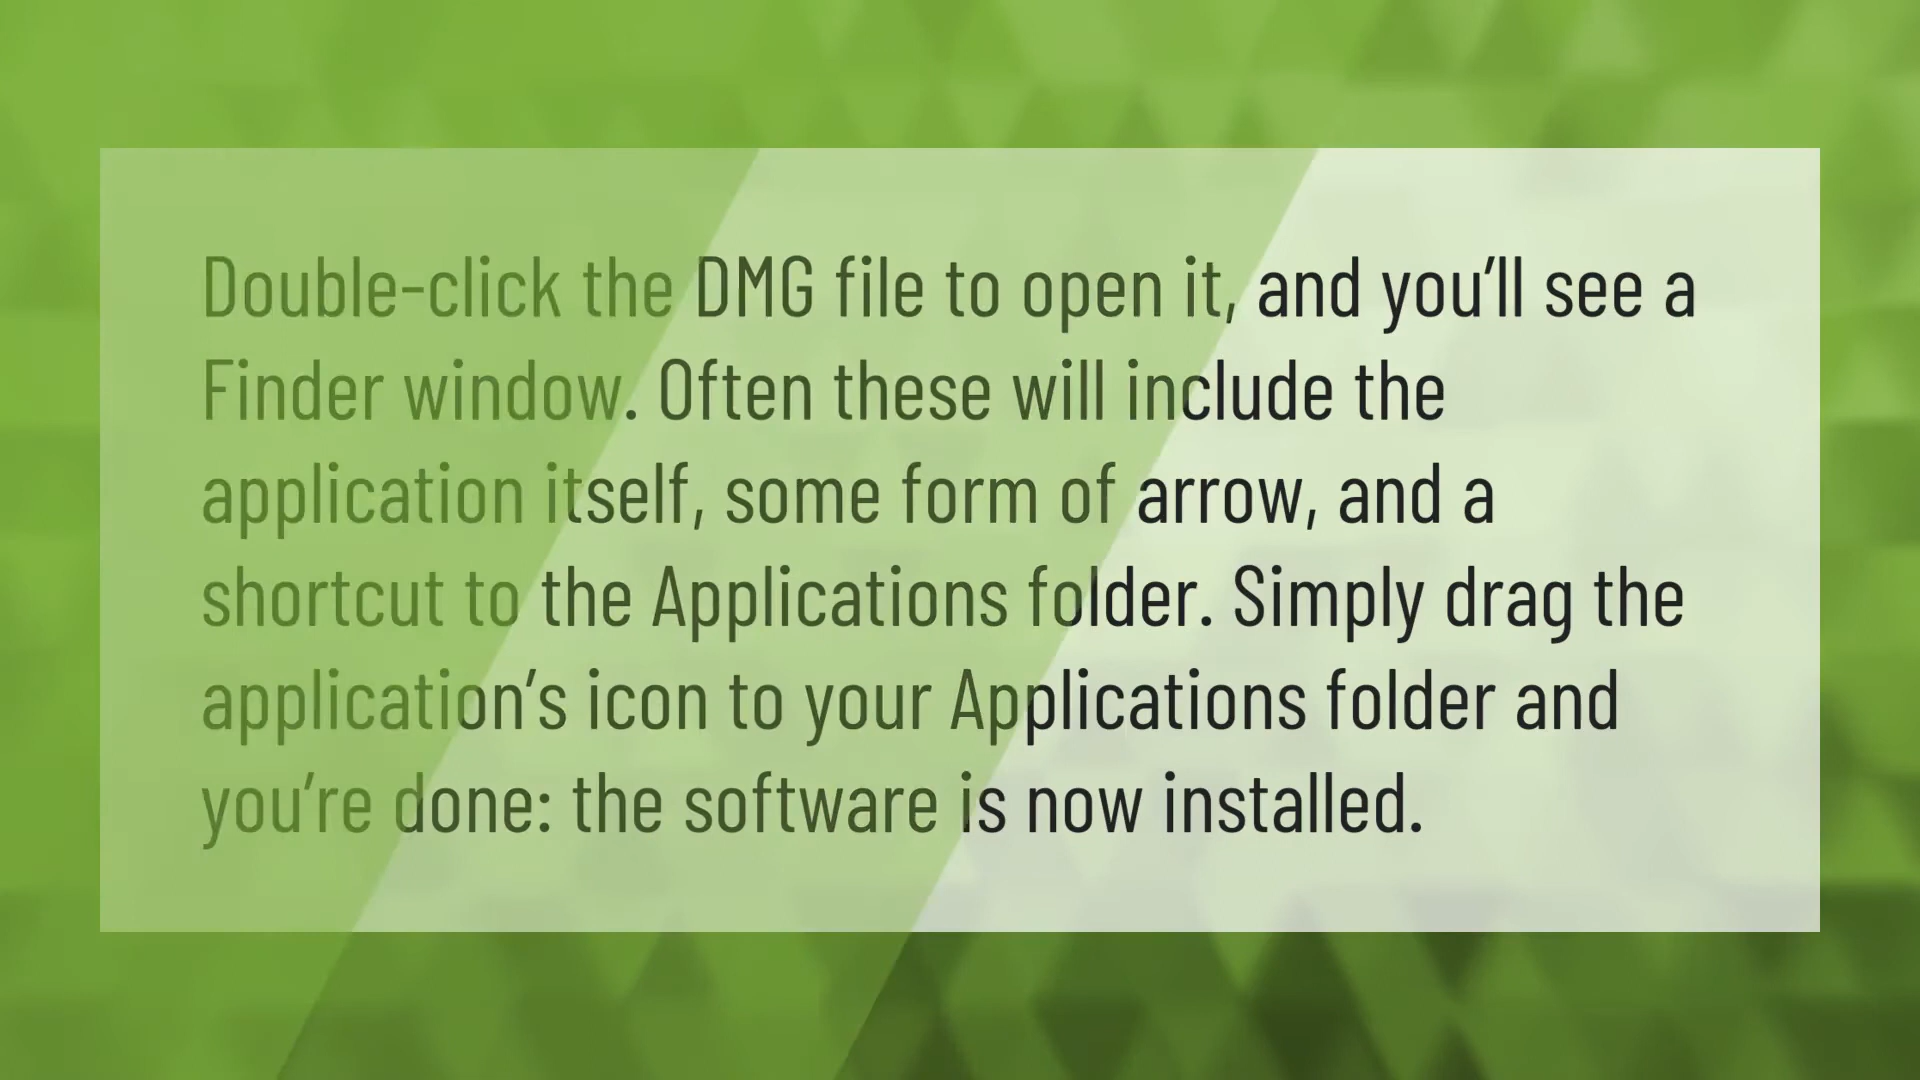 Double-click the DMG file to open it, and you’ll see a
Finder window. Often these will include the
application itself, some form of arrow, and a
shortcut to the Applications folder. Simply drag the
application’s icon to your Applications folder and
you’re done: the software is now installed.